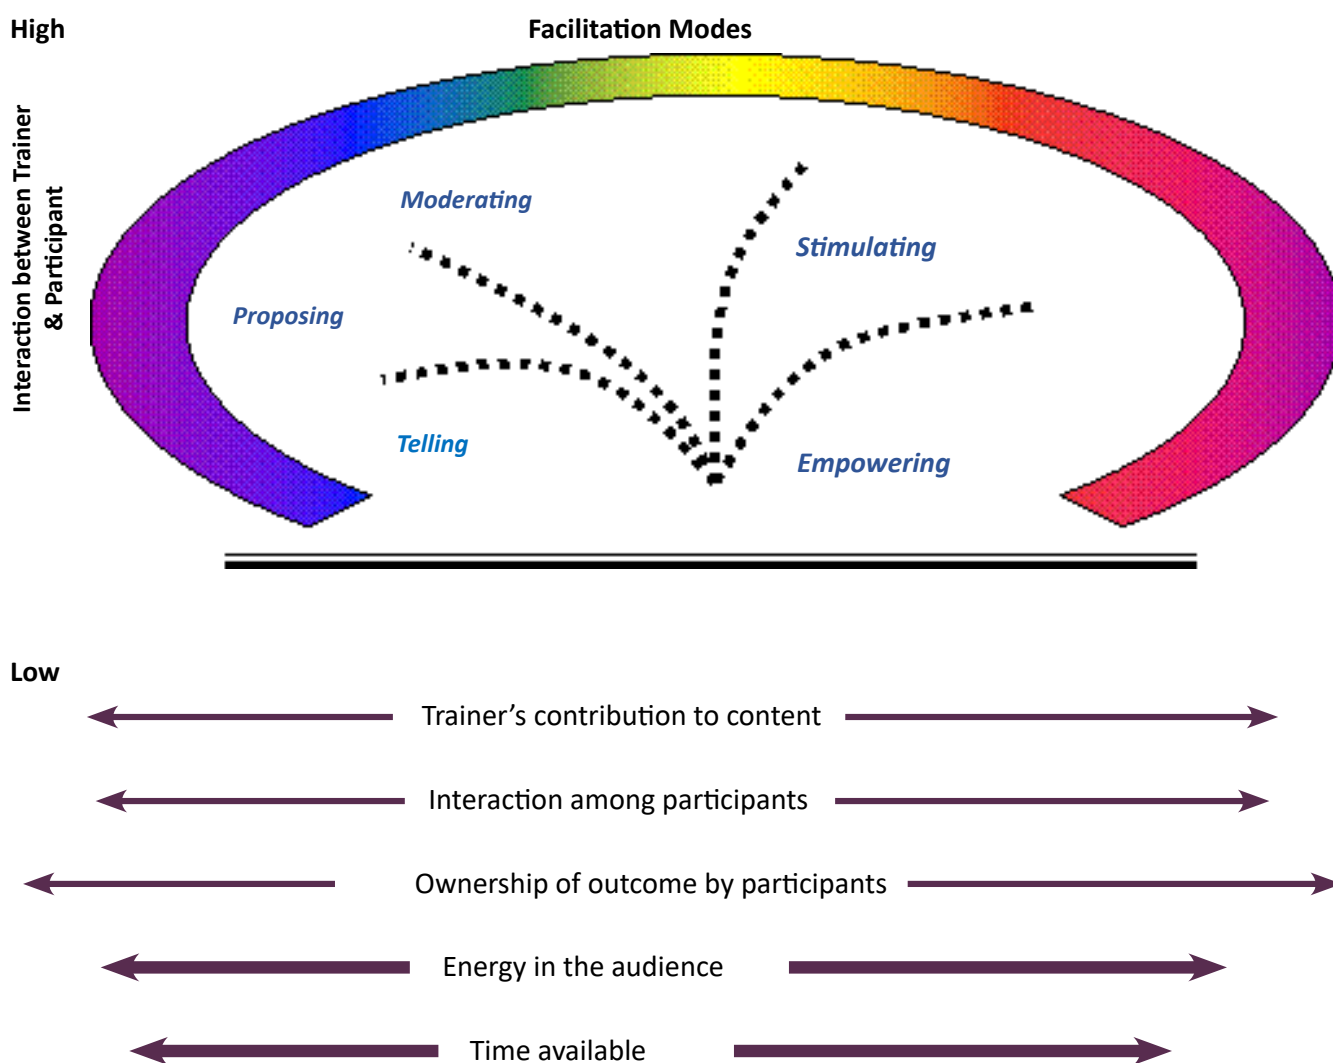 High
Facilitation Modes
Interaction between Trainer
& Participant
Moderating
Stimulating
Proposing
Telling
Empowering
Low
Trainer’s contribution to content
Interaction among participants
Ownership of outcome by participants
Energy in the audience
Time available